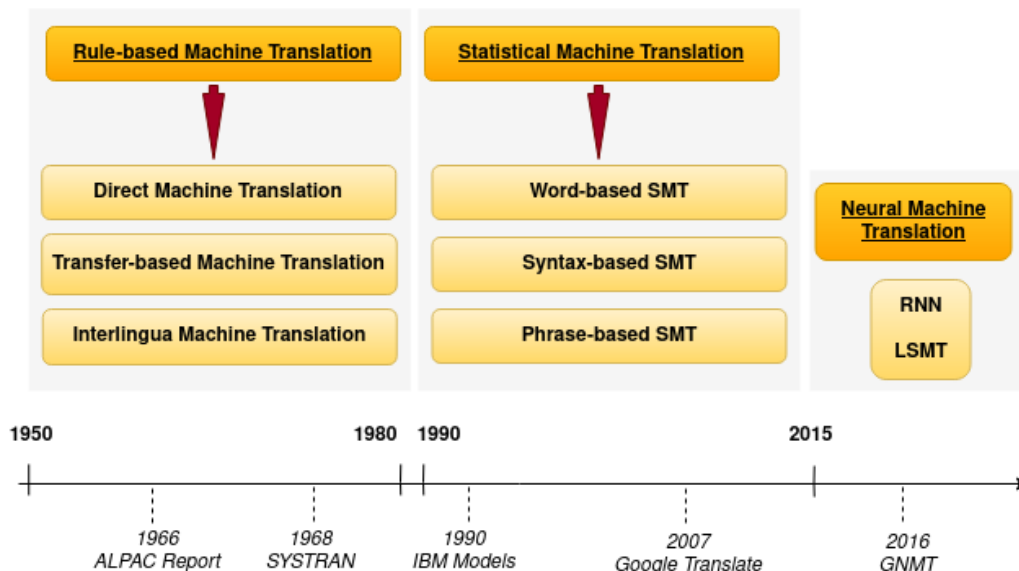 Rule-based Machine Translation
Direct Machine Translation
Transfer-based Machine Translation
Interlingua Machine Translation
Statistical Machine Translation
Word-based SMT
Syntax-based SMT
Phrase-based SMT
Neural Machine
Translation
RNN
LSMT
1950
1980
1990
2015
1966
ALPAC Report
1968
SYSTRAN
1990
IBM Models
2007
Google Translate
2016
GNMT